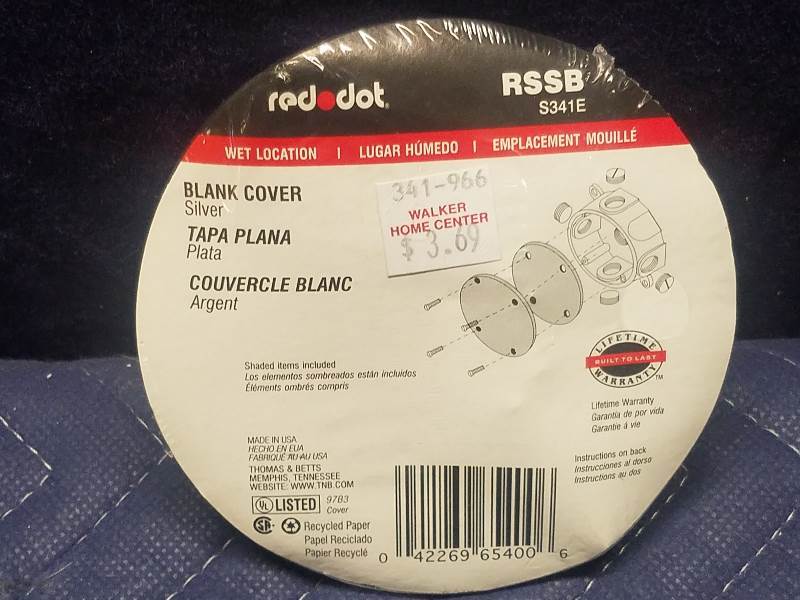 red dot
RSSB
S341E
WET LOCATION | LUGAR HÚMEDO | EMPLACEMENT MOUILLÉ
BLANK COVER
Silver
TAPA PLANA
Plata
COUVERCLE BLANC
Argent
341-966
WALKER
HOME CENTER
$ 3.69
LIFETIME
BUILT TO LAST
WARRANTY
TM
Lifetime Warranty
Garantía de por vida
Garantie à vie
Shaded items included
Los elementos sombreados están incluidos
Éléments ombrés compris
Instructions on back
Instrucciones al dorso
Instructions au dos
MADE IN USA
HECHO EN EUA
FABRIQUÉ AU USA
THOMAS & BETTS
MEMPHIS, TENNESSEE
WEBSITE: WWW.TNB.COM
UL LISTED
97B3
Cover
Recycled Paper
Papel Reciclado
Papier Recyclé
0 42269 65400 6